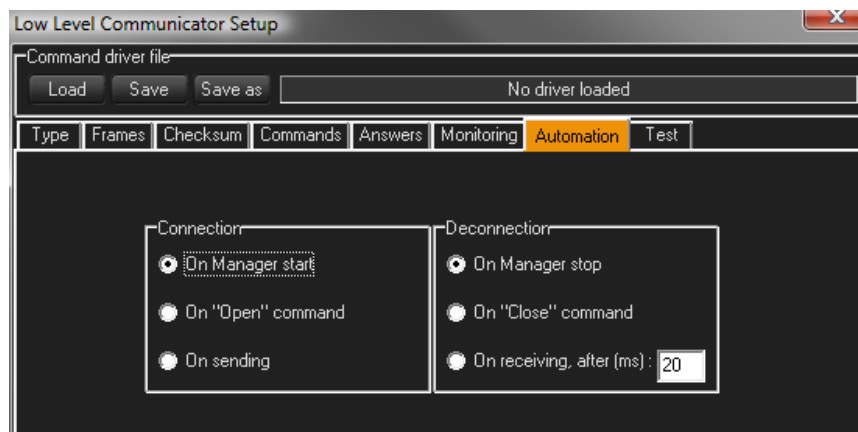 Low Level Communicator Setup
X
Command driver file
Load Save Save as No driver loaded
Type Frames Checksum Commands Answers Monitoring Automation Test
Connection Deconnection
On Manager start On Manager stop
On "Open" command On "Close" command
On sending On receiving, after (ms) : 20